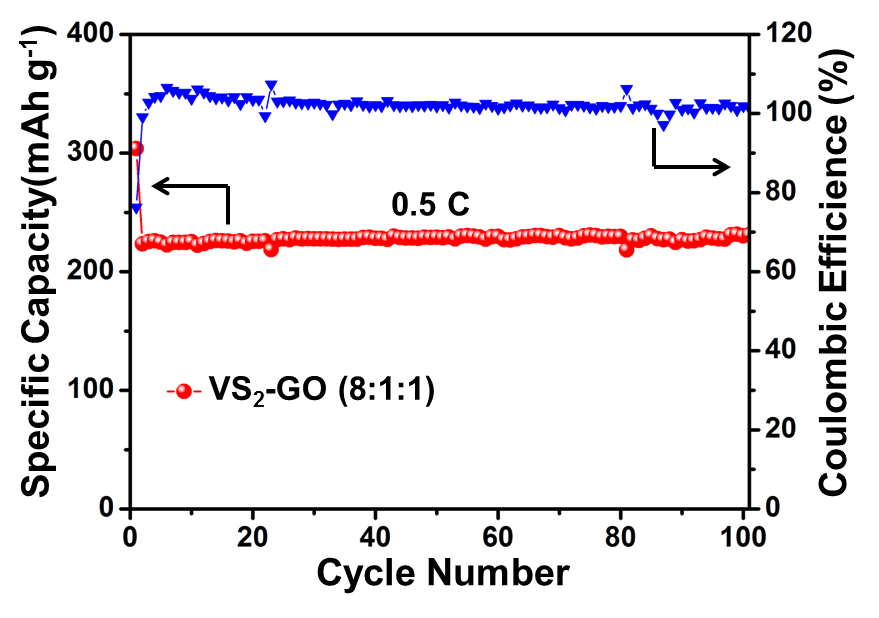 Specific Capacity(mAh g⁻¹)
400
300
200
100
0
0.5 C
VS₂-GO (8:1:1)
120
100
80
60
40
20
0
Coulombic Efficience (%)
0 20 40 60 80 100
Cycle Number